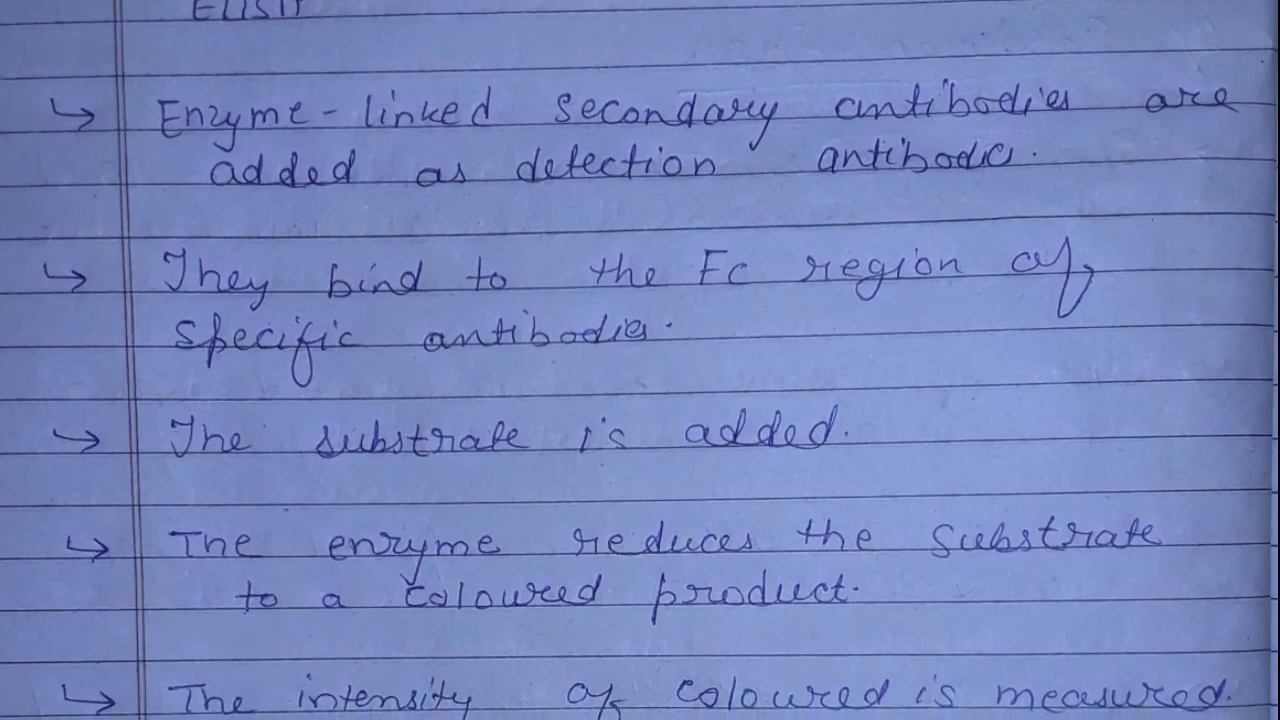 ↳ Enzyme-linked secondary antibodies are
added as detection antibodies.
↳ They bind to the Fc region of
specific antibodies.
↳ The substrate is added.
↳ The enzyme reduces the substrate
to a coloured product.
↳ The intensity of coloured is measured.